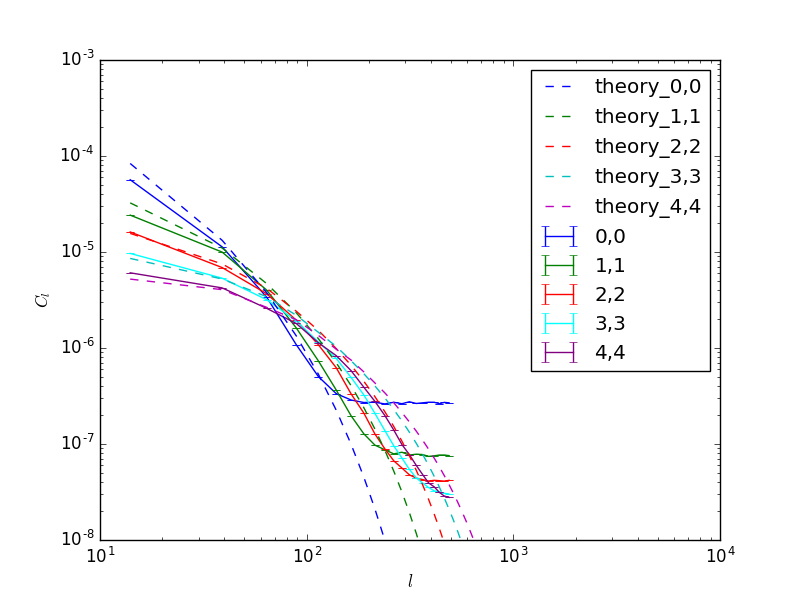 10^-3
10^-4
10^-5
10^-6
10^-7
10^-8
C_l
10^1
10^2
10^3
10^4
l
theory_0,0
theory_1,1
theory_2,2
theory_3,3
theory_4,4
0,0
1,1
2,2
3,3
4,4